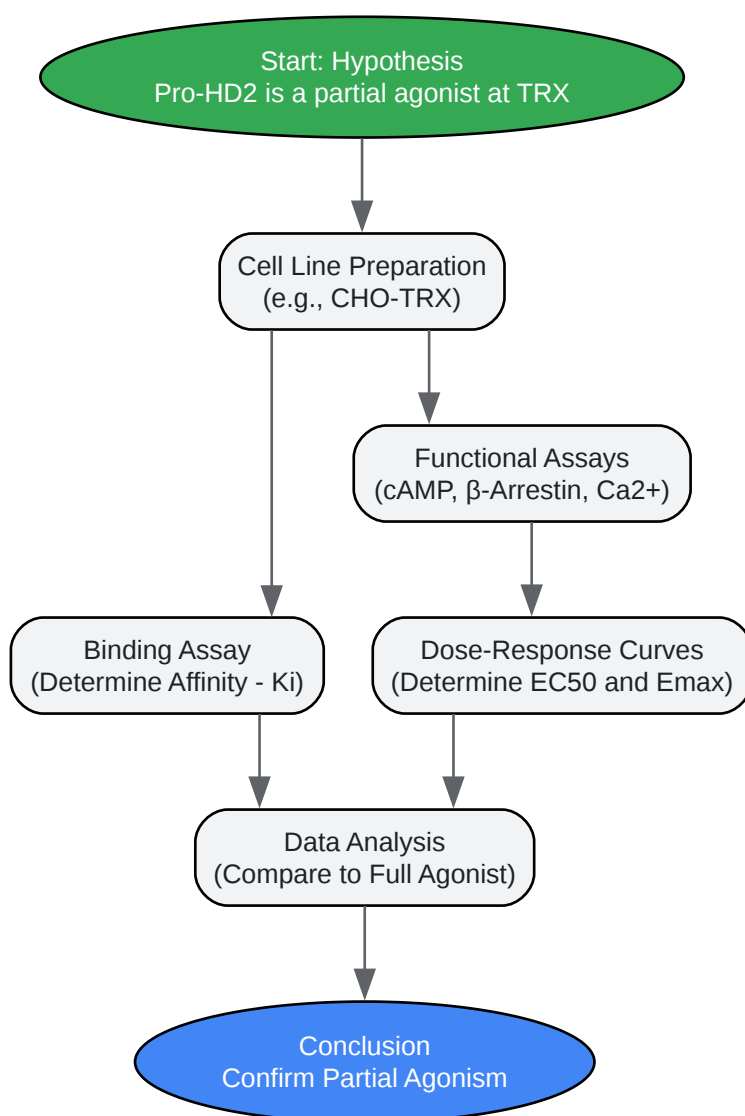 Start: Hypothesis
Pro-HD2 is a partial agonist at TRX
Cell Line Preparation
(e.g., CHO-TRX)
Functional Assays
(cAMP, β-Arrestin, Ca2+)
Binding Assay
(Determine Affinity - Ki)
Dose-Response Curves
(Determine EC50 and Emax)
Data Analysis
(Compare to Full Agonist)
Conclusion
Confirm Partial Agonism